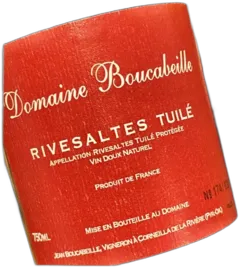 Domaine Boucabeille
RIVESALTES TUILÉ
APPELLATION RIVESALTES TUILÉ PROTÉGÉE
VIN DOUX NATUREL
PRODUIT DE FRANCE
MISE EN BOUTEILLE AU DOMAINE
750ML
JEAN BOUCABEILLE, VIGNERON À CORNEILLA DE LA RIVIÈRE (PYR-OR)